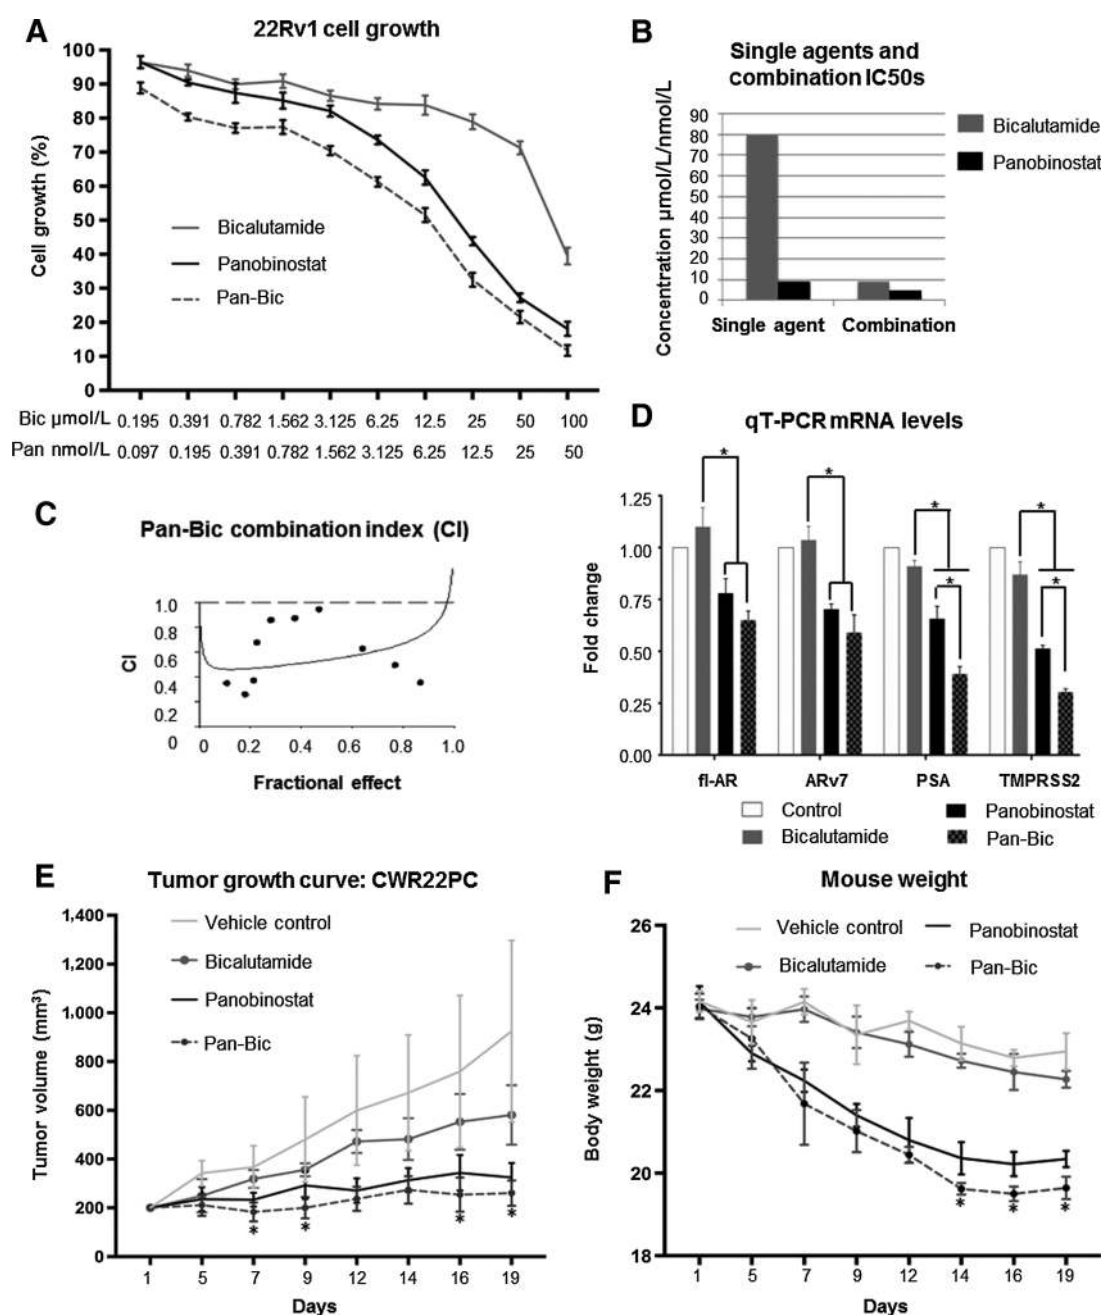 A
22Rv1 cell growth
Cell growth (%)
100
90
80
70
60
50
40
30
20
10
0
Bicalutamide
Panobinostat
Pan-Bic
Bic µmol/L 0.195 0.391 0.782 1.562 3.125 6.25 12.5 25 50 100
Pan nmol/L 0.097 0.195 0.391 0.782 1.562 3.125 6.25 12.5 25 50
B
Single agents and
combination IC50s
Concentration µmol/L/nmol/L
90
80
70
60
50
40
30
20
10
0
Single agent Combination
Bicalutamide
Panobinostat
C
Pan-Bic combination index (CI)
CI
1.0
0.8
0.6
0.4
0.2
0
0 0.2 0.4 0.6 0.8 1.0
Fractional effect
D
qT-PCR mRNA levels
Fold change
1.25
1.00
0.75
0.50
0.25
0.00
* * * * * *
fl-AR ARv7 PSA TMPRSS2
Control
Bicalutamide
Panobinostat
Pan-Bic
E
Tumor growth curve: CWR22PC
Tumor volume (mm³)
1,400
1,200
1,000
800
600
400
200
0
Vehicle control
Bicalutamide
Panobinostat
Pan-Bic
* * * *
1 5 7 9 12 14 16 19
Days
F
Mouse weight
Body weight (g)
26
24
22
20
18
Vehicle control
Bicalutamide
Panobinostat
Pan-Bic
* * *
1 5 7 9 12 14 16 19
Days